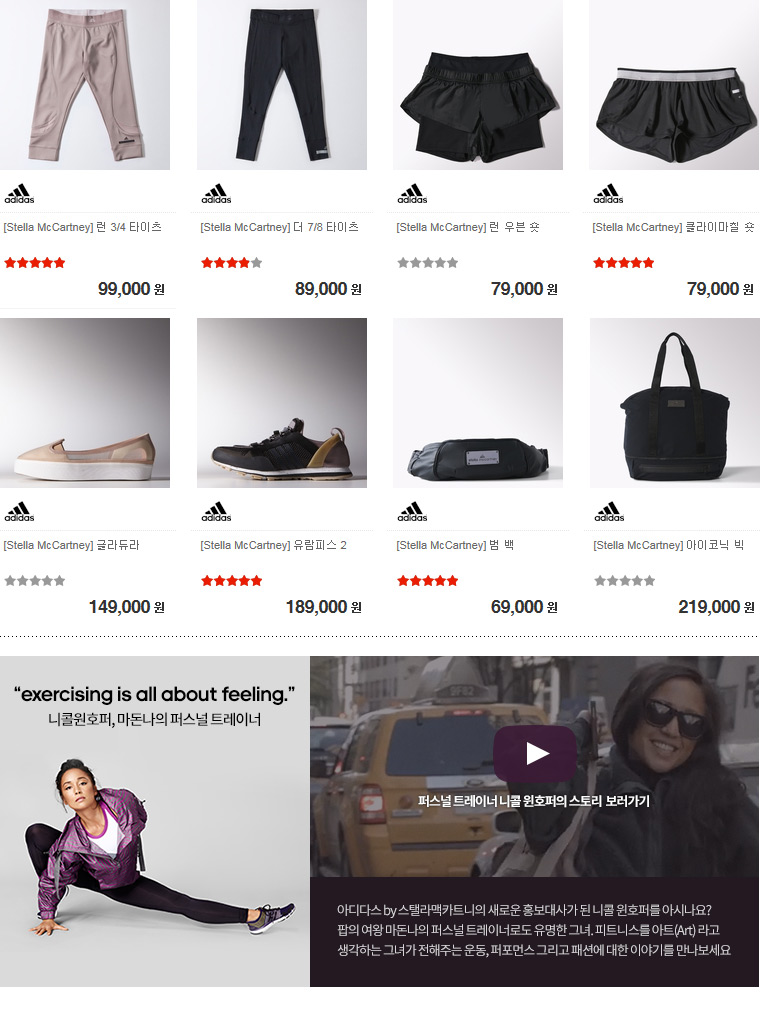 adidas
adidas
adidas
adidas
[Stella McCartney] 런 3/4 타이츠
[Stella McCartney] 더 7/8 타이츠
[Stella McCartney] 런 우븐 숏
[Stella McCartney] 클라이마칠 숏
99,000 원
89,000 원
79,000 원
79,000 원
adidas
adidas
adidas
adidas
[Stella McCartney] 글라듀라
[Stella McCartney] 유람피스 2
[Stella McCartney] 범 백
[Stella McCartney] 아이코닉 빅
149,000 원
189,000 원
69,000 원
219,000 원
“exercising is all about feeling.”
니콜윈호퍼, 마돈나의 퍼스널 트레이너
9F82
퍼스널 트레이너 니콜 윈호퍼의 스토리 보러가기
아디다스 by 스탤라맥카트니의 새로운 홍보대사가 된 니콜 윈호퍼를 아시나요?
팝의 여왕 마돈나의 퍼스널 트레이너로도 유명한 그녀. 피트니스를 아트(Art) 라고
생각하는 그녀가 전해주는 운동, 퍼포먼스 그리고 패션에 대한 이야기를 만나보세요